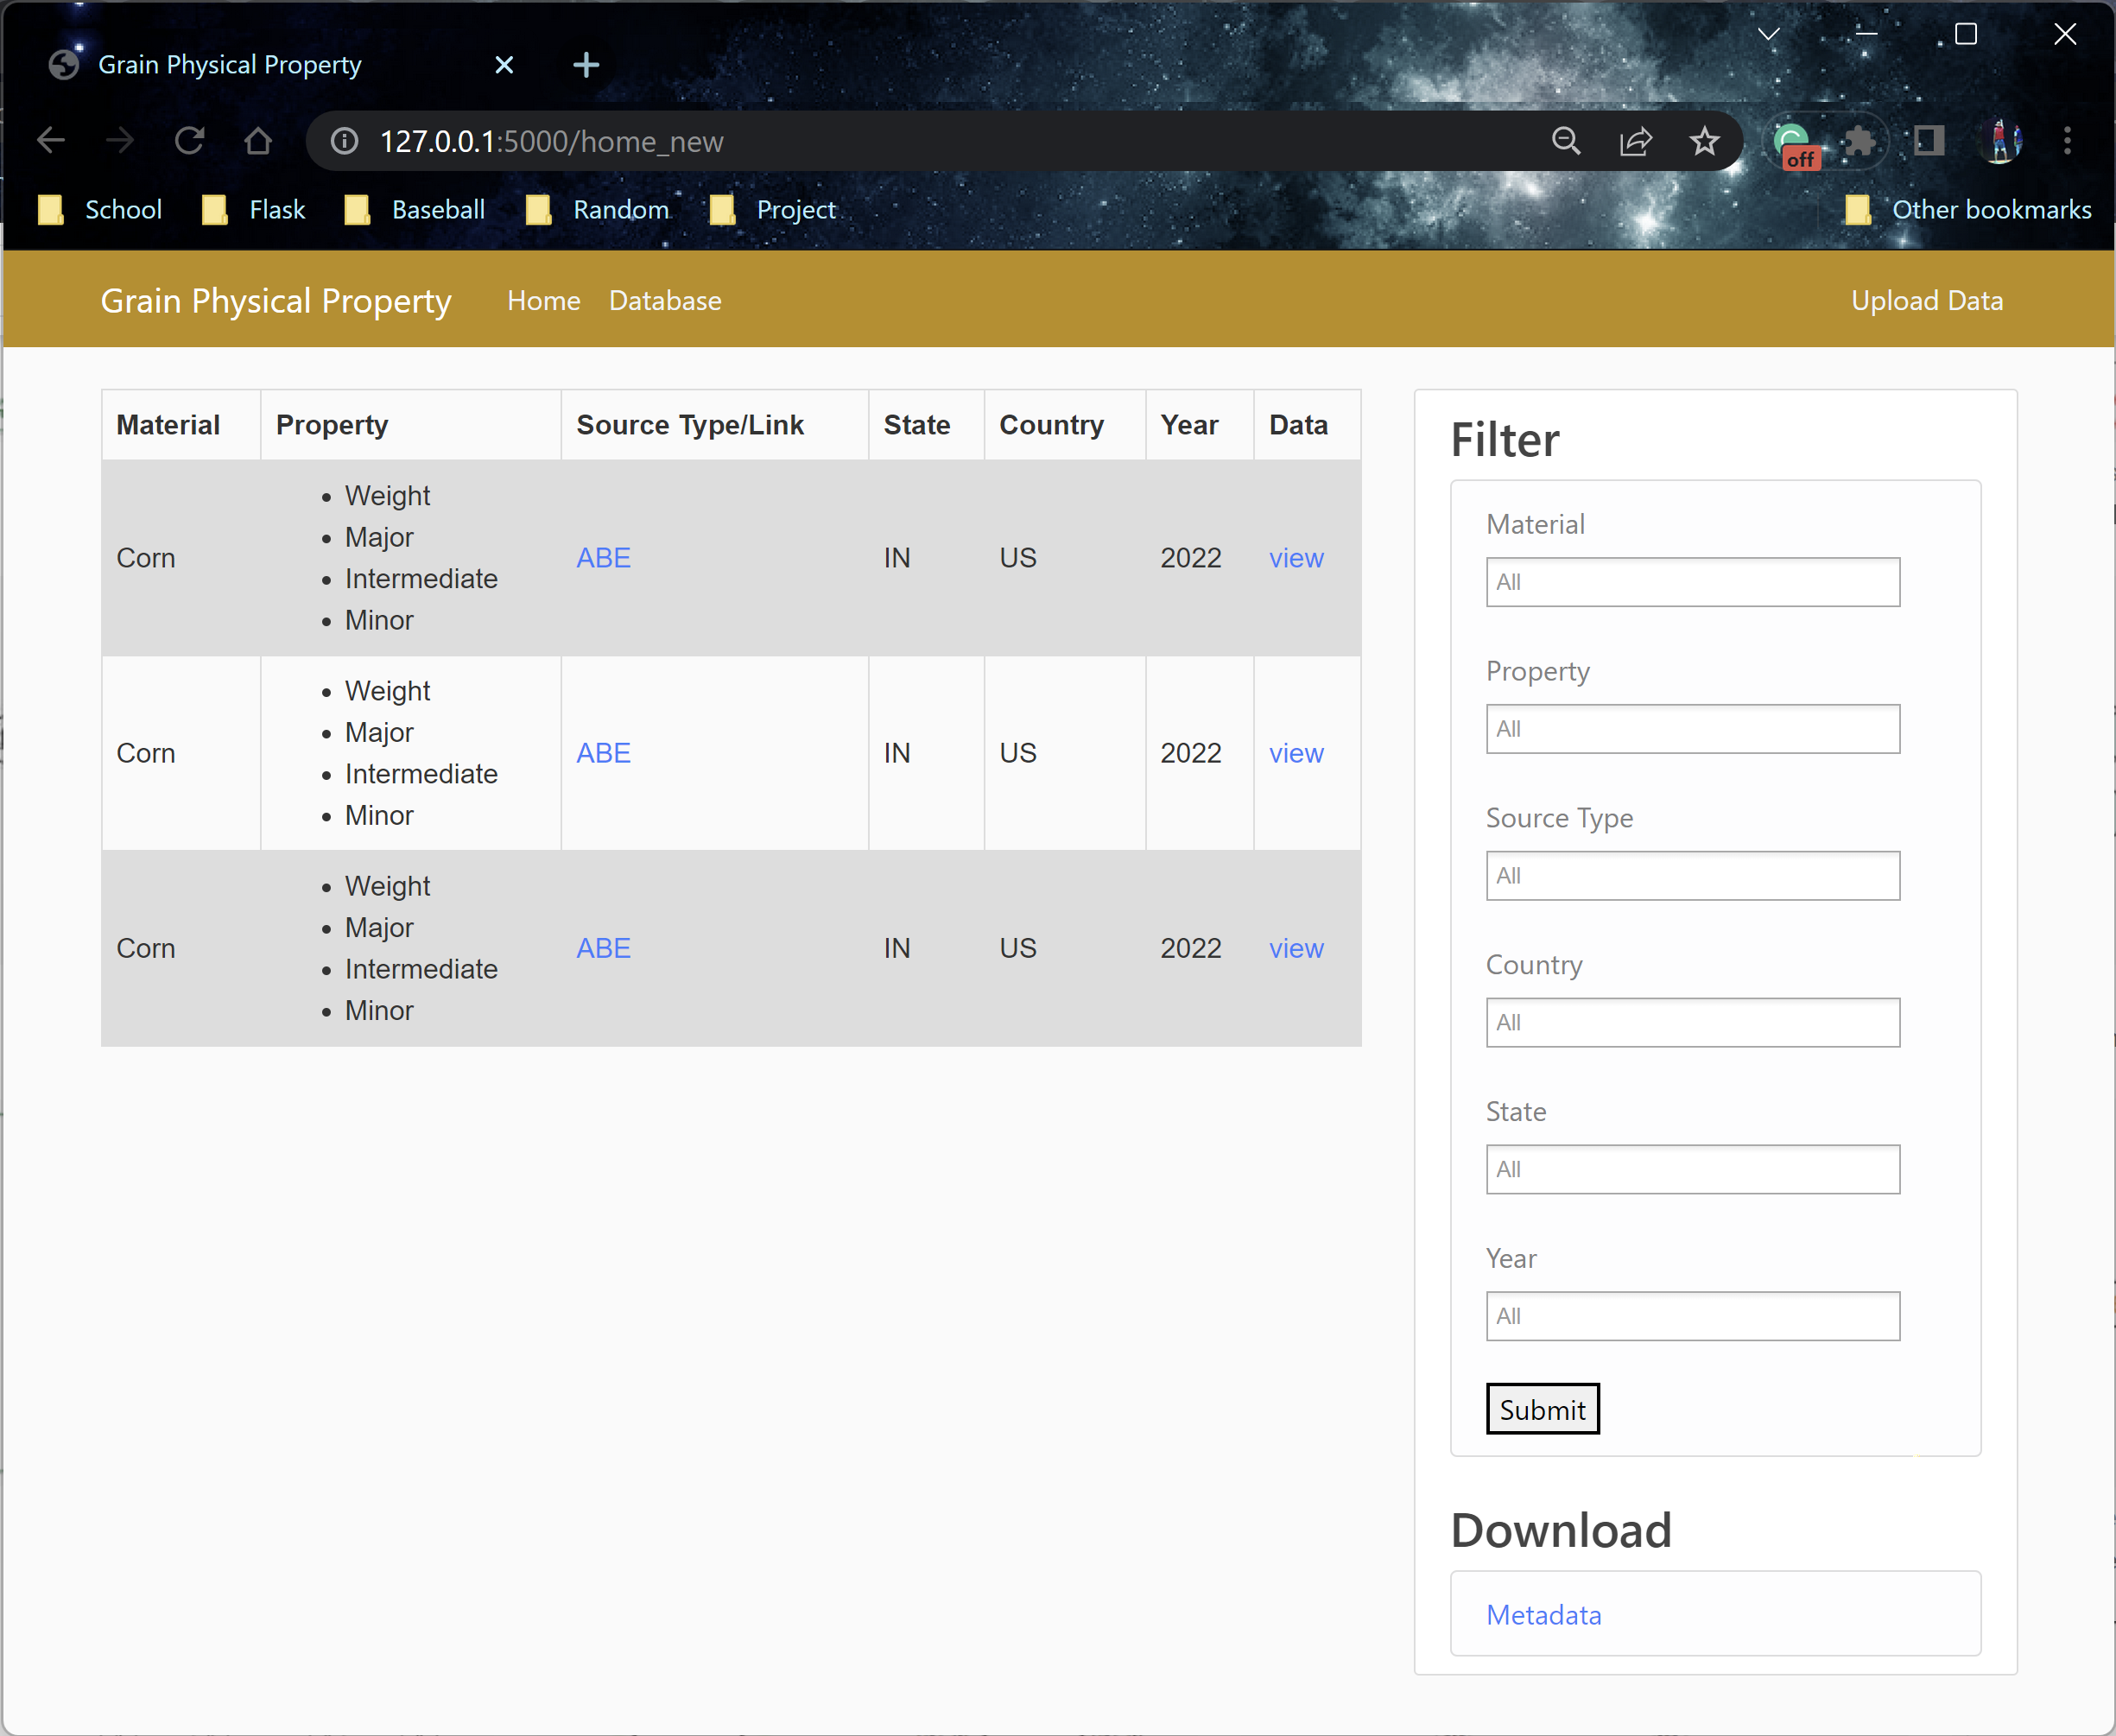 Grain Physical Property
127.0.0.1:5000/home_new
off
School Flask Baseball Random Project Other bookmarks
Grain Physical Property Home Database Upload Data
Material Property Source Type/Link State Country Year Data
Weight
Major
Corn ABE IN US 2022 view
Intermediate
Minor
Weight
Major
Corn ABE IN US 2022 view
Intermediate
Minor
Weight
Major
Corn ABE IN US 2022 view
Intermediate
Minor
Filter
Material
All
Property
All
Source Type
All
Country
All
State
All
Year
All
Submit
Download
Metadata